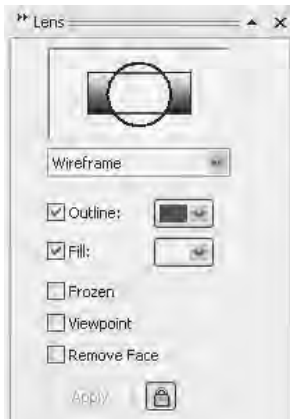 Lens
Wireframe
Outline:
Fill:
Frozen
Viewpoint
Remove Face
Apply